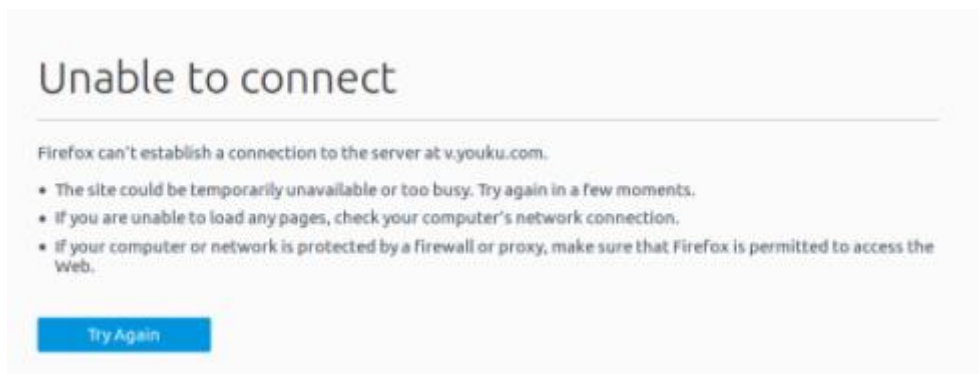 Unable to connect
Firefox can't establish a connection to the server at v.youku.com.
• The site could be temporarily unavailable or too busy. Try again in a few moments.
• If you are unable to load any pages, check your computer's network connection.
• If your computer or network is protected by a firewall or proxy, make sure that Firefox is permitted to access the
Web.
Try Again